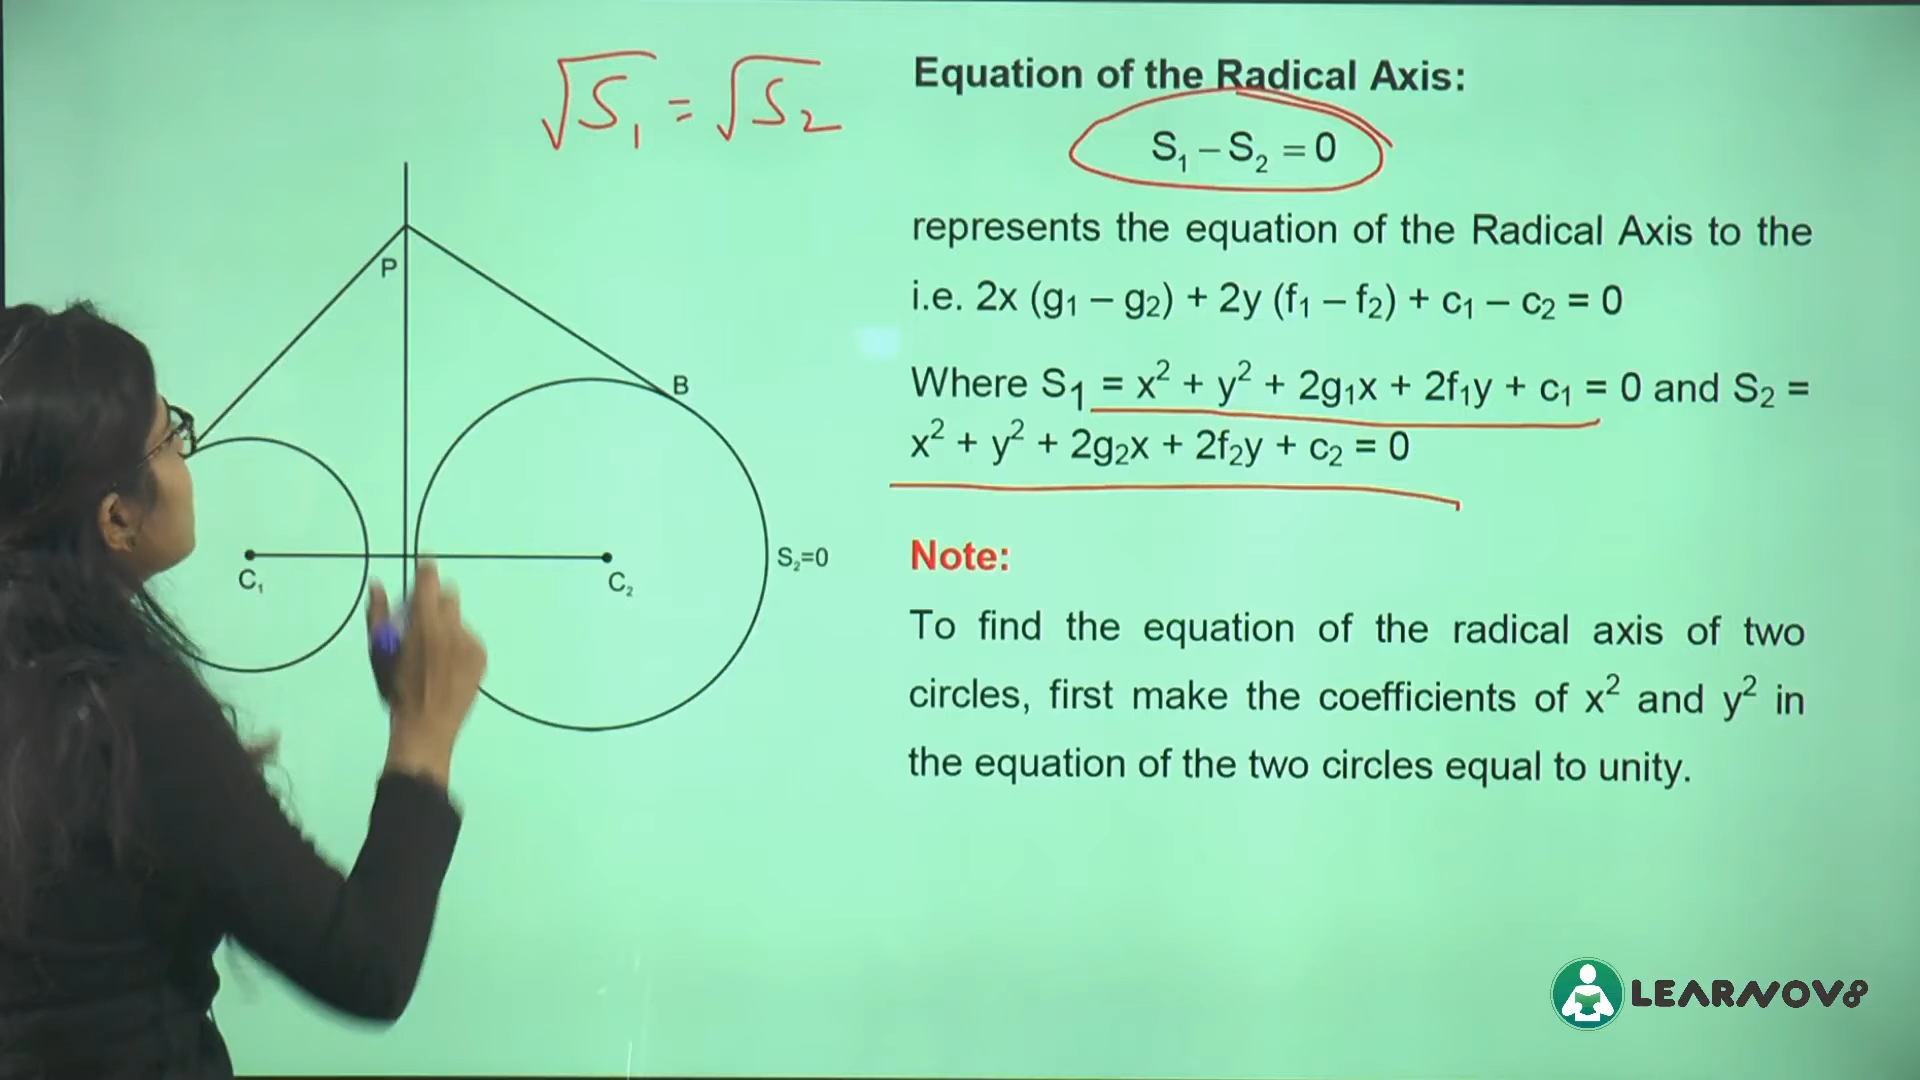 √S₁ = √S₂
Equation of the Radical Axis:
S₁ – S₂ = 0
represents the equation of the Radical Axis to the
i.e. 2x (g₁ – g₂) + 2y (f₁ – f₂) + c₁ – c₂ = 0
Where S₁ = x² + y² + 2g₁x + 2f₁y + c₁ = 0 and S₂ =
x² + y² + 2g₂x + 2f₂y + c₂ = 0
Note:
To find the equation of the radical axis of two
circles, first make the coefficients of x² and y² in
the equation of the two circles equal to unity.
P
B
C₁
C₂
S₂=0
LEARNOV8